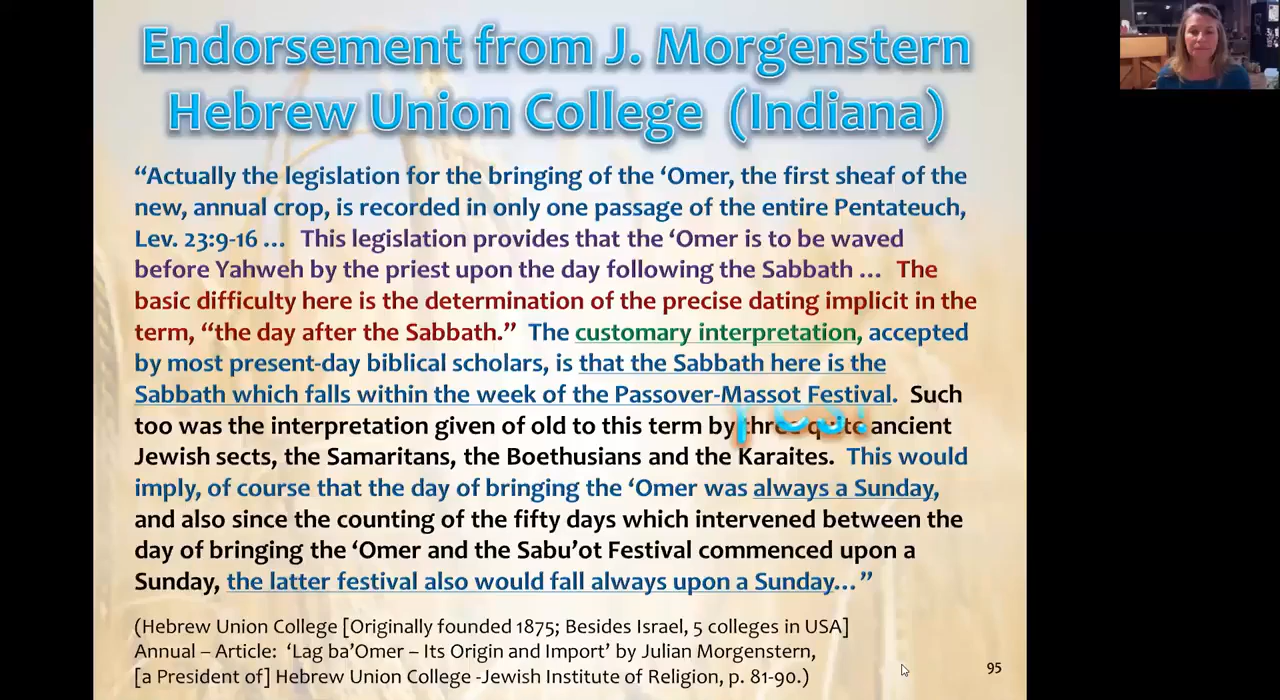 Endorsement from J. Morgenstern
Hebrew Union College (Indiana)
“Actually the legislation for the bringing of the ‘Omer, the first sheaf of the
new, annual crop, is recorded in only one passage of the entire Pentateuch,
Lev. 23:9-16 … This legislation provides that the ‘Omer is to be waved
before Yahweh by the priest upon the day following the Sabbath … The
basic difficulty here is the determination of the precise dating implicit in the
term, “the day after the Sabbath.” The customary interpretation, accepted
by most present-day biblical scholars, is that the Sabbath here is the
Sabbath which falls within the week of the Passover-Massot Festival. Such
too was the interpretation given of old to this term by three quite ancient
Jewish sects, the Samaritans, the Boethusians and the Karaites. This would
imply, of course that the day of bringing the ‘Omer was always a Sunday,
and also since the counting of the fifty days which intervened between the
day of bringing the ‘Omer and the Sabu’ot Festival commenced upon a
Sunday, the latter festival also would fall always upon a Sunday…”
(Hebrew Union College [Originally founded 1875; Besides Israel, 5 colleges in USA]
Annual – Article: ‘Lag ba’Omer – Its Origin and Import’ by Julian Morgenstern,
[a President of] Hebrew Union College -Jewish Institute of Religion, p. 81-90.)
95